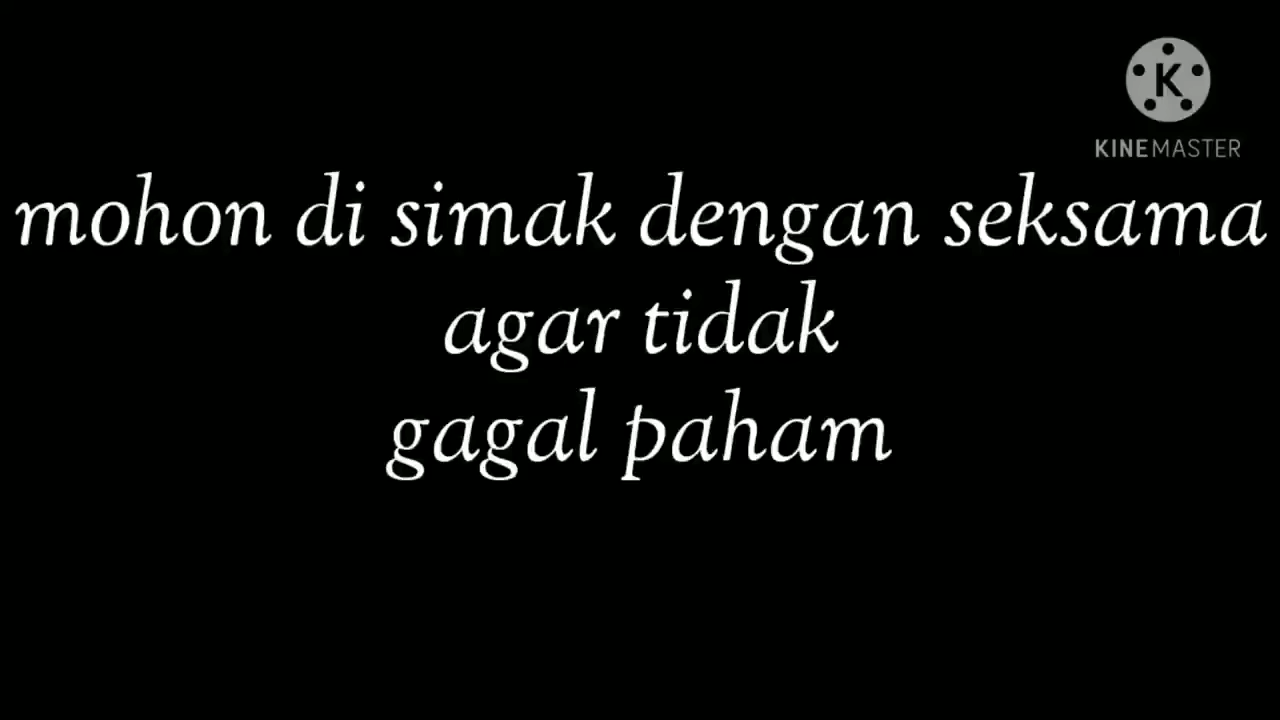 K
KINEMASTER
mohon di simak dengan seksama
agar tidak
gagal paham